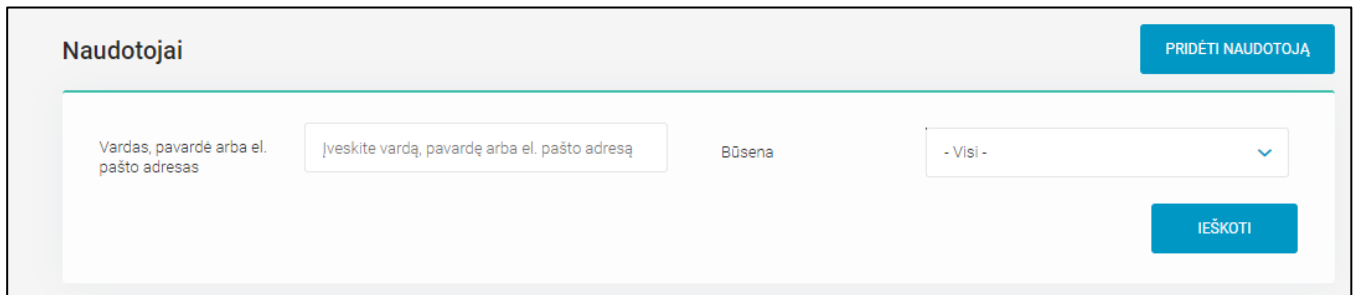 Naudotojai
PRIDĖTI NAUDOTOJĄ
Vardas, pavardė arba el.
pašto adresas
Įveskite vardą, pavardę arba el. pašto adresą
Būsena
- Visi -
IEŠKOTI